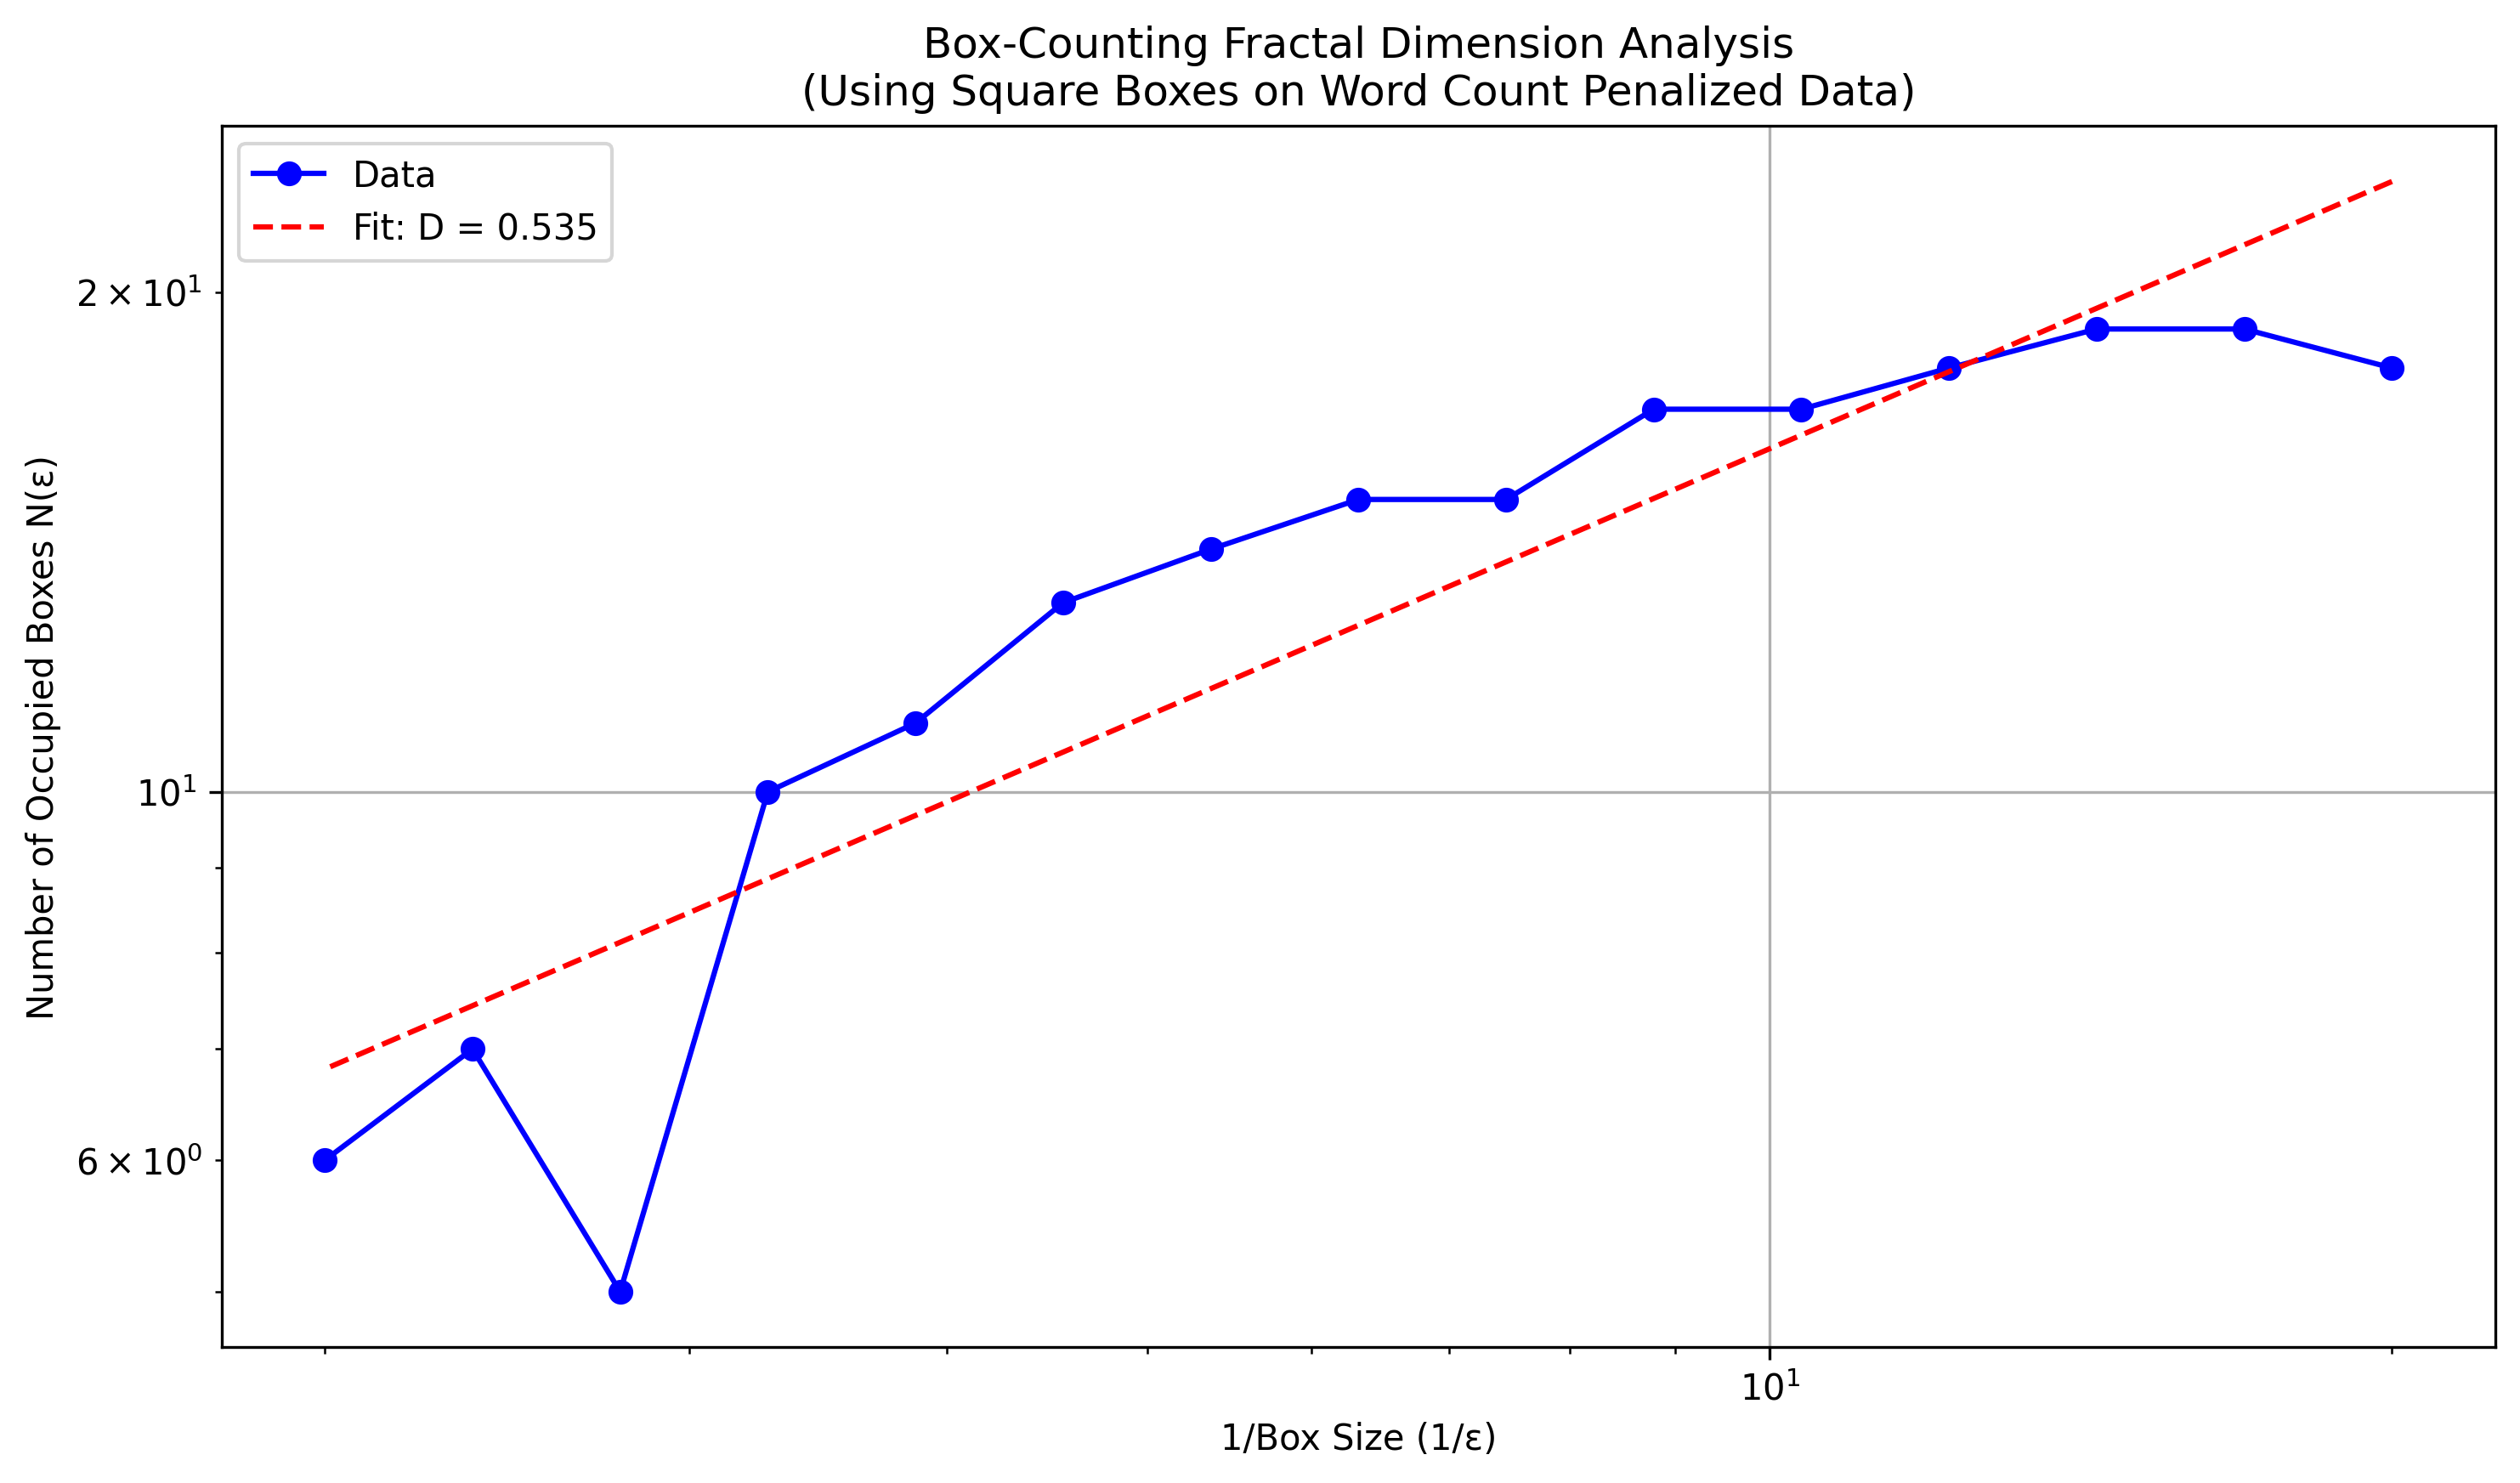 Box-Counting Fractal Dimension Analysis
(Using Square Boxes on Word Count Penalized Data)
Data
Fit: D = 0.535
2 × 10¹
10¹
6 × 10⁰
Number of Occupied Boxes N(ε)
10¹
1/Box Size (1/ε)